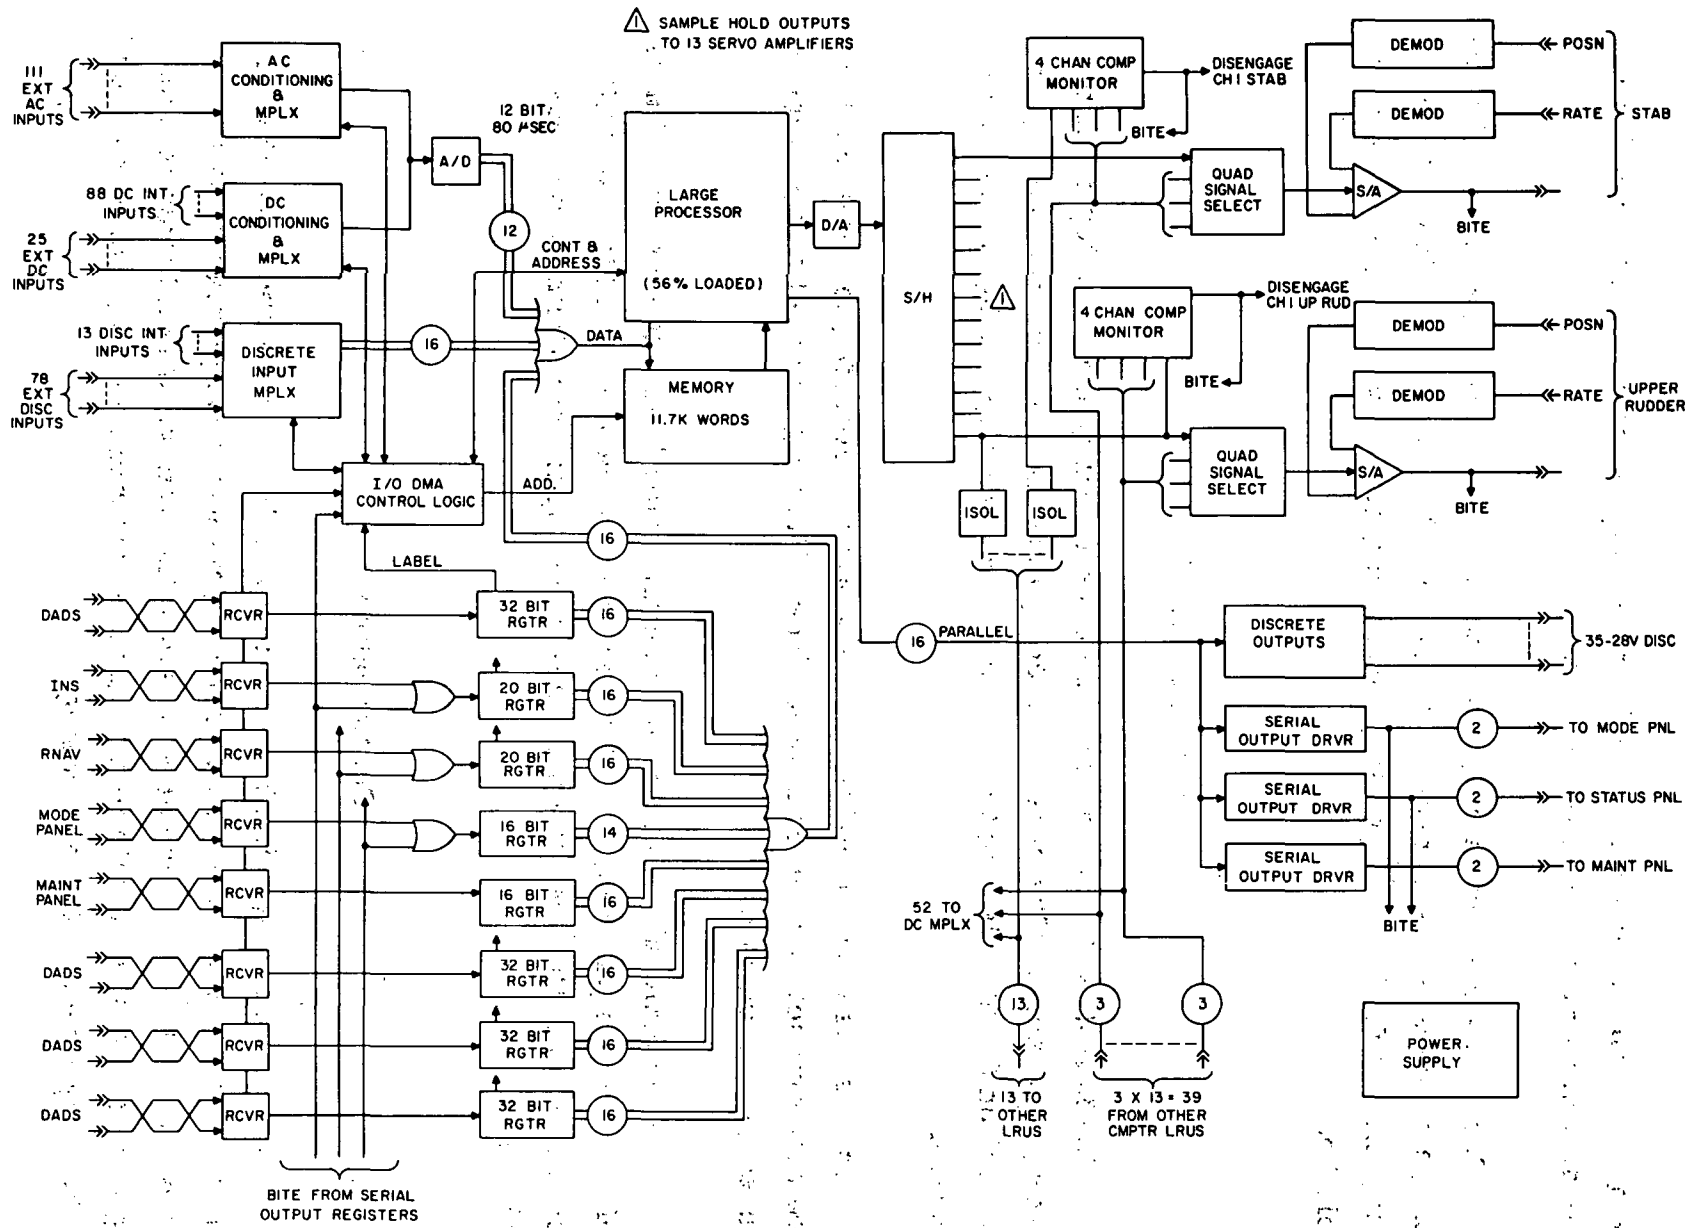 1 SAMPLE HOLD OUTPUTS
TO 13 SERVO AMPLIFIERS
111
EXT
AC
INPUTS
AC
CONDITIONING
&
MPLX
88 DC INT
INPUTS
25
EXT
DC
INPUTS
DC
CONDITIONING
&
MPLX
13 DISC INT
INPUTS
78
EXT
DISC
INPUTS
DISCRETE
INPUT
MPLX
A/D
12 BIT
80 µSEC
12
16
CONT &
ADDRESS
DATA
LARGE
PROCESSOR
(56% LOADED)
MEMORY
11.7K WORDS
I/O DMA
CONTROL LOGIC
ADD.
LABEL
16
D/A
S/H
1
4 CHAN COMP
MONITOR
DISENGAGE
CH 1 STAB
BITE
QUAD
SIGNAL
SELECT
DEMOD
POSN
DEMOD
RATE
STAB
S/A
BITE
4 CHAN COMP
MONITOR
DISENGAGE
CH 1 UP RUD
BITE
QUAD
SIGNAL
SELECT
DEMOD
POSN
DEMOD
RATE
UPPER
RUDDER
S/A
BITE
ISOL
ISOL
DADS
RCVR
32 BIT
RGTR
16
INS
RCVR
20 BIT
RGTR
16
RNAV
RCVR
20 BIT
RGTR
16
MODE
PANEL
RCVR
16 BIT
RGTR
14
MAINT
PANEL
RCVR
16 BIT
RGTR
16
DADS
RCVR
32 BIT
RGTR
16
DADS
RCVR
32 BIT
RGTR
16
DADS
RCVR
32 BIT
RGTR
16
BITE FROM SERIAL
OUTPUT REGISTERS
16
PARALLEL
DISCRETE
OUTPUTS
35-28V DISC
SERIAL
OUTPUT DRVR
2
TO MODE PNL
SERIAL
OUTPUT DRVR
2
TO STATUS PNL
SERIAL
OUTPUT DRVR
2
TO MAINT PNL
BITE
52 TO
DC MPLX
13
3
3
13 TO
OTHER
LRUS
3 X 13 = 39
FROM OTHER
CMPTR LRUS
POWER
SUPPLY